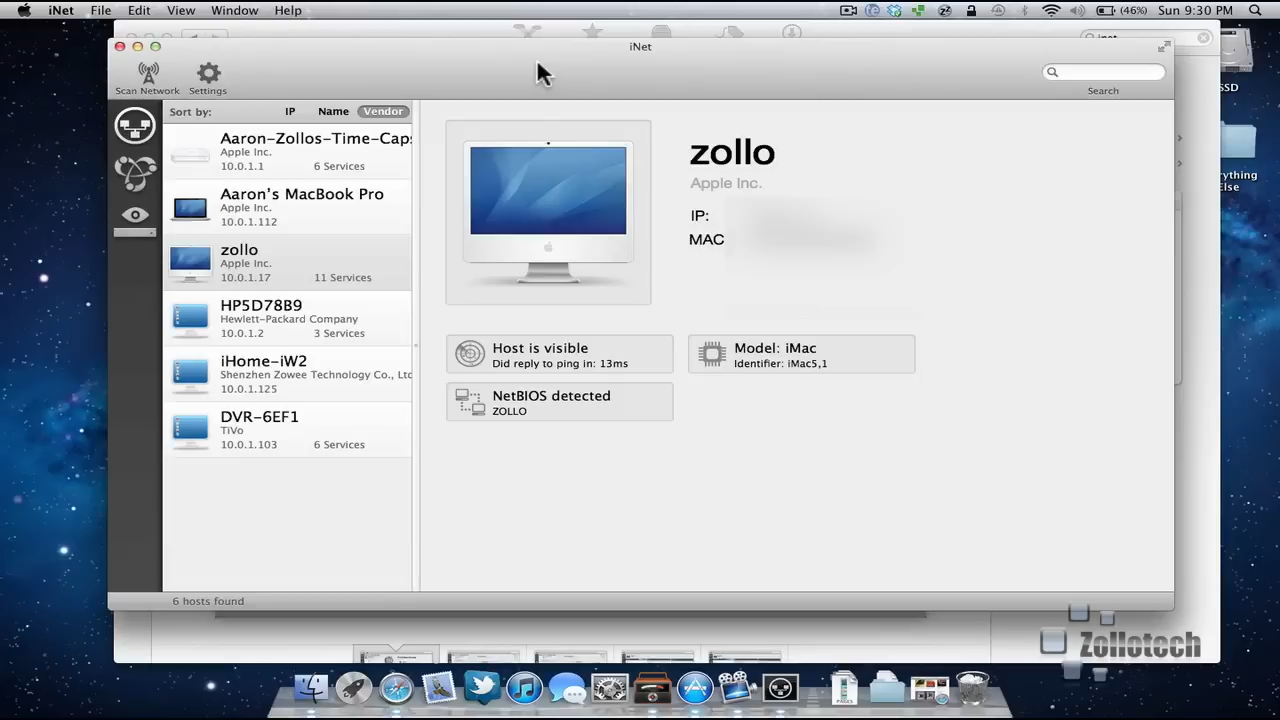 iNet File Edit View Window Help
(46%) Sun 9:30 PM
iNet
Scan Network Settings
Search
Sort by: IP Name Vendor
Aaron-Zollos-Time-Caps
Apple Inc.
10.0.1.1 6 Services
Aaron's MacBook Pro
Apple Inc.
10.0.1.112
zollo
Apple Inc.
10.0.1.17 11 Services
HP5D78B9
Hewlett-Packard Company
10.0.1.2 3 Services
iHome-iW2
Shenzhen Zowee Technology Co., Ltd
10.0.1.125
DVR-6EF1
TiVo
10.0.1.103 6 Services
6 hosts found
zollo
Apple Inc.
IP:
MAC
Host is visible
Did reply to ping in: 13ms
Model: iMac
Identifier: iMac5,1
NetBIOS detected
ZOLLO
SSD
rything
Else
Zollotech
PAGES